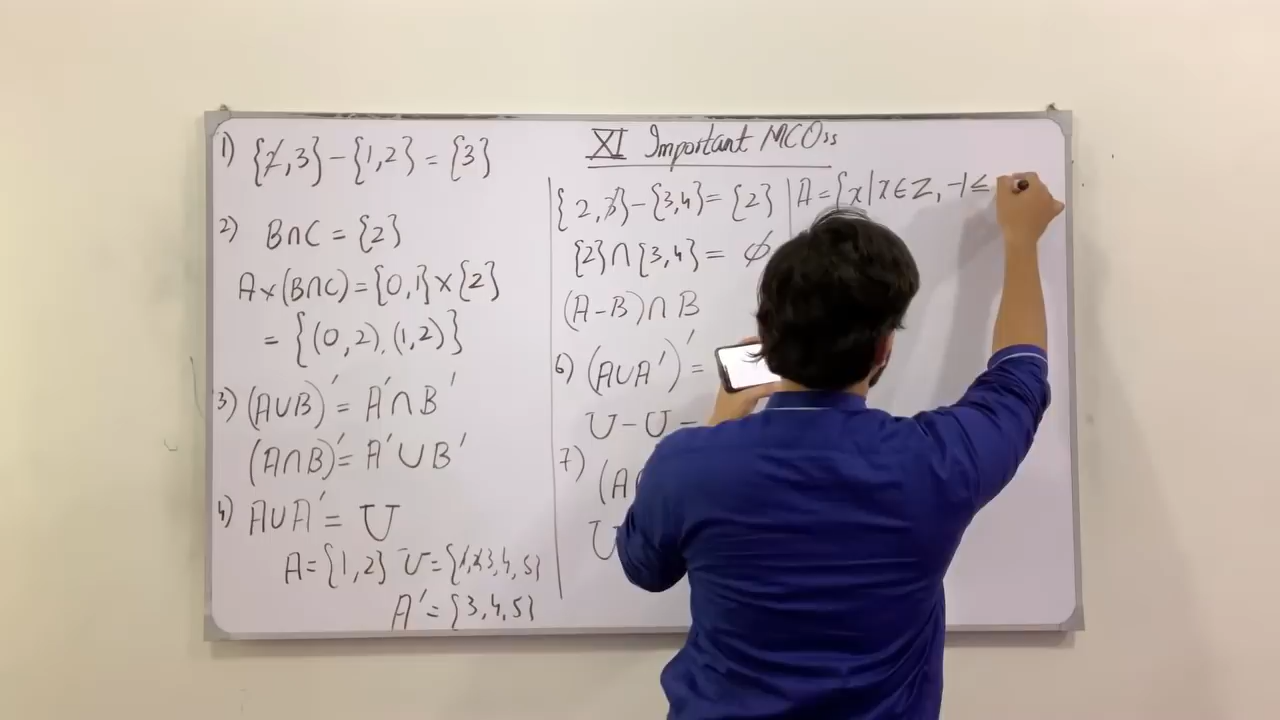 XI Important MCQs
1) {1,3} – {1,2} = {3}
2) B∩C = {2}
A×(B∩C) = {0,1}×{2}
= {(0,2), (1,2)}
3) (A∪B)′ = A′∩B′
(A∩B)′ = A′∪B′
4) A∪A′ = U
A = {1,2} U = {1,2,3,4,5}
A′ = {3,4,5}
{2,3} – {3,4} = {2}
{2}∩{3,4} = ϕ
(A–B)∩B
6) (A∪A′)′ =
U – U =
7) (A
U
A = {x|x∈Z, –1≤